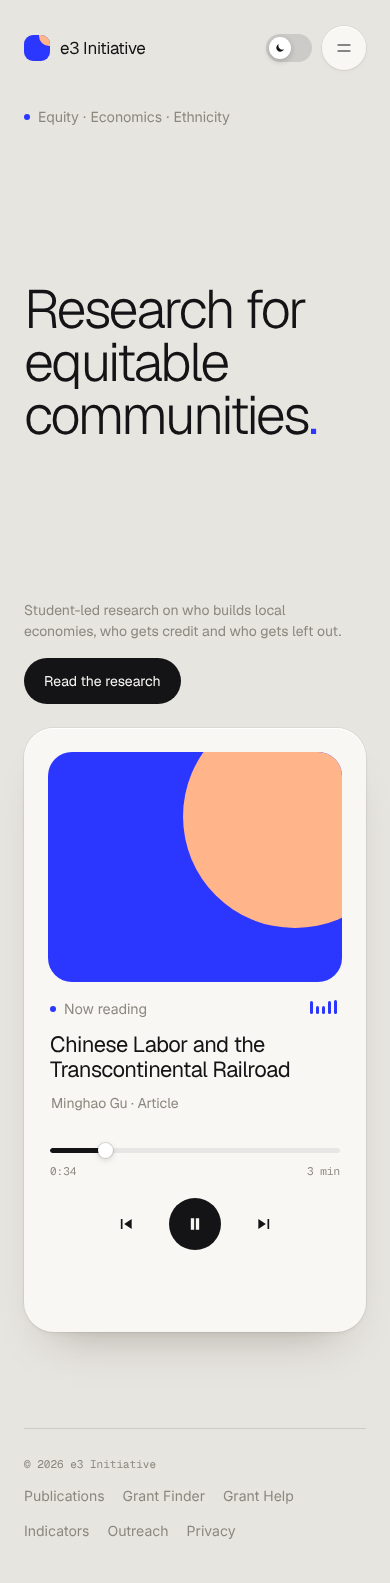 e3 Initiative
Equity · Economics · Ethnicity
Research for
equitable
communities.
Student-led research on who builds local
economies, who gets credit and who gets left out.
Read the research
Now reading
Chinese Labor and the
Transcontinental Railroad
Minghao Gu · Article
0:34 3 min
© 2026 e3 Initiative
Publications Grant Finder Grant Help
Indicators Outreach Privacy